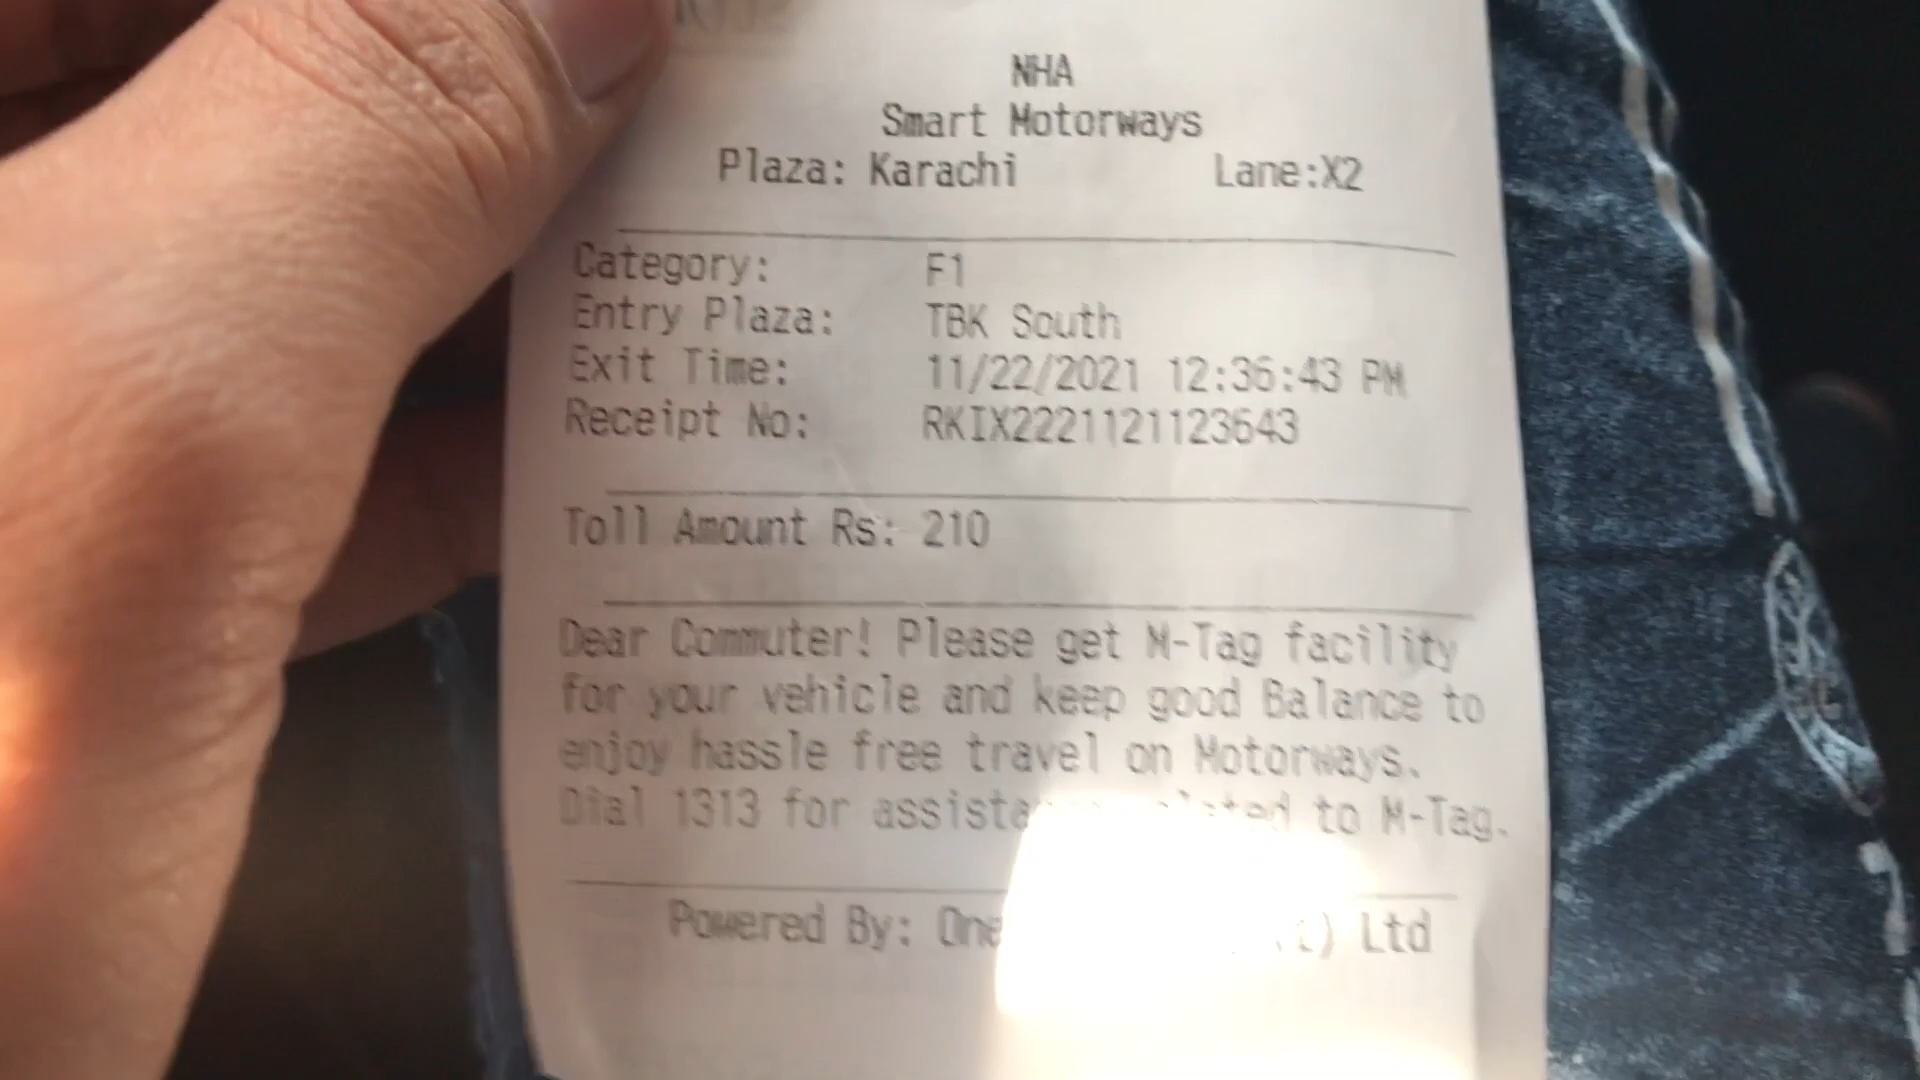 NHA
Smart Motorways
Plaza: Karachi Lane:X2
Category: F1
Entry Plaza: TBK South
Exit Time: 11/22/2021 12:36:43 PM
Receipt No: RKIX2221121123643
Toll Amount Rs: 210
Dear Commuter! Please get M-Tag facility
for your vehicle and keep good Balance to
enjoy hassle free travel on Motorways.
Dial 1313 for to M-Tag.
Powered By: One Ltd